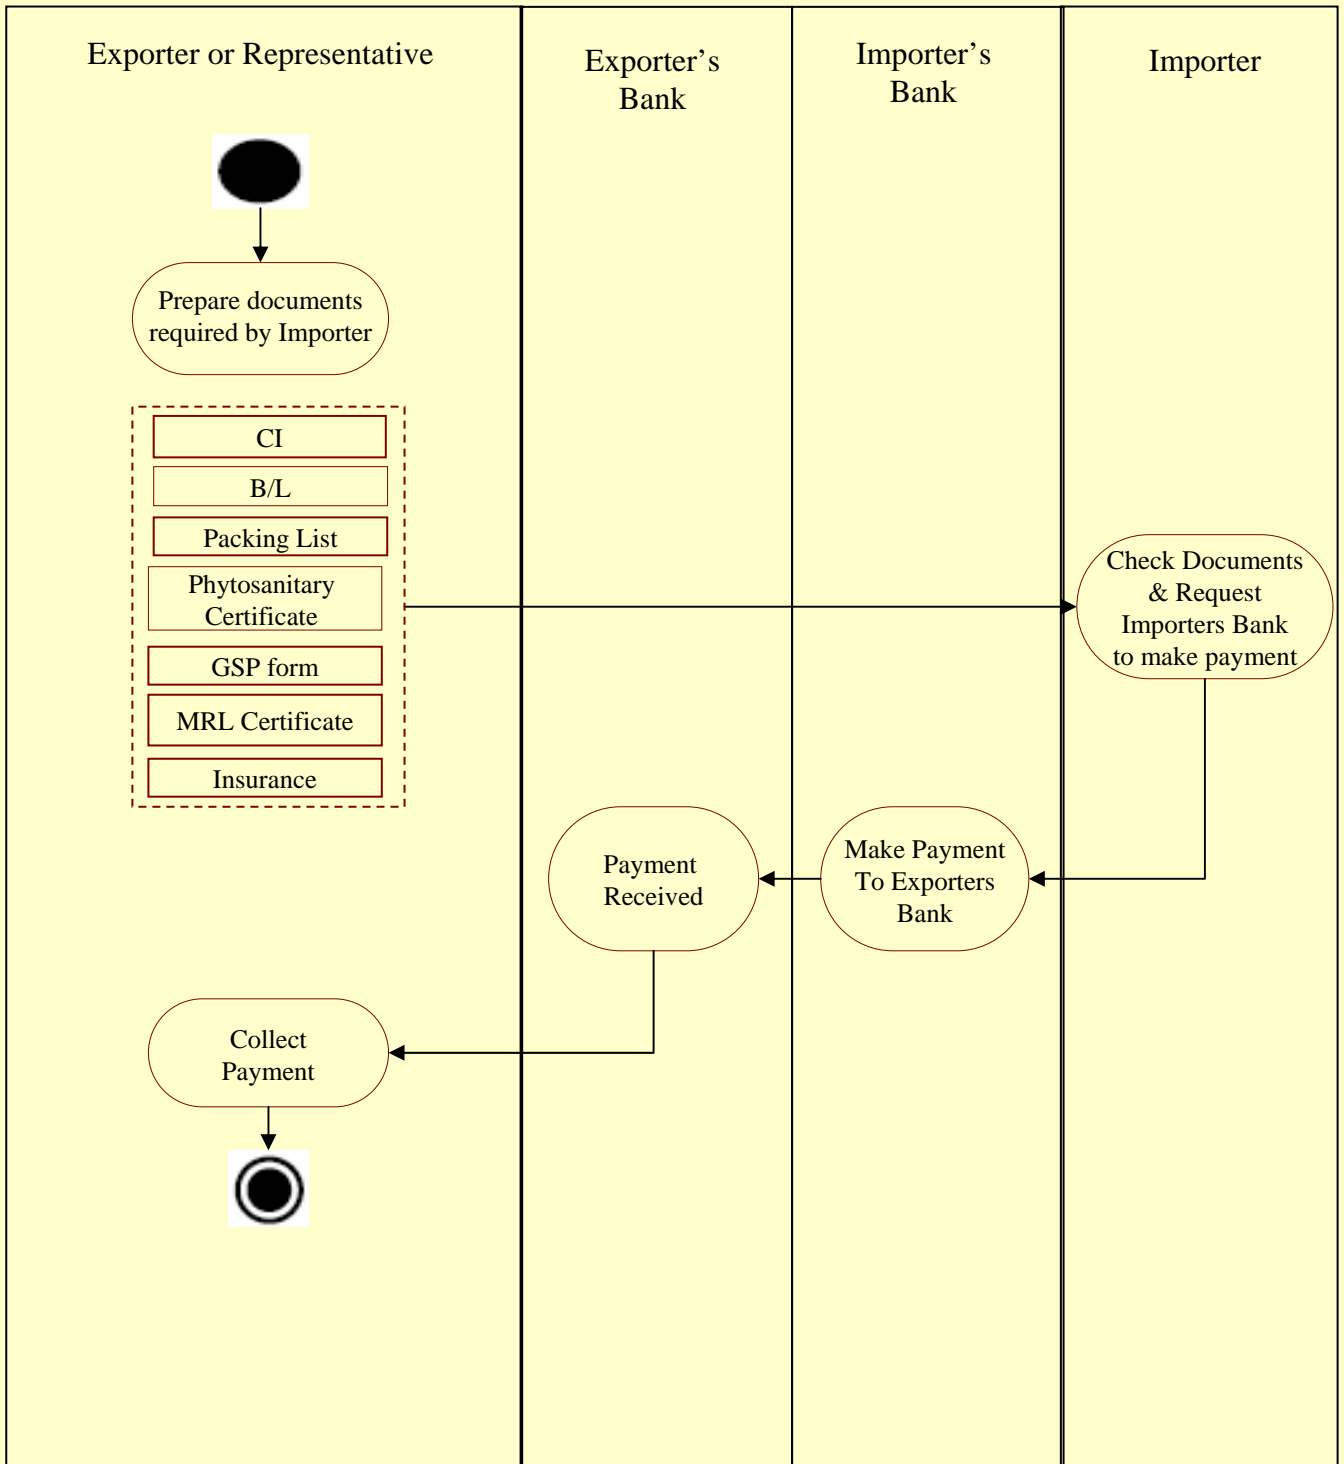 Exporter or Representative
Exporter’s
Bank
Importer’s
Bank
Importer
Prepare documents
required by Importer
CI
B/L
Packing List
Phytosanitary
Certificate
GSP form
MRL Certificate
Insurance
Check Documents
& Request
Importers Bank
to make payment
Make Payment
To Exporters
Bank
Payment
Received
Collect
Payment